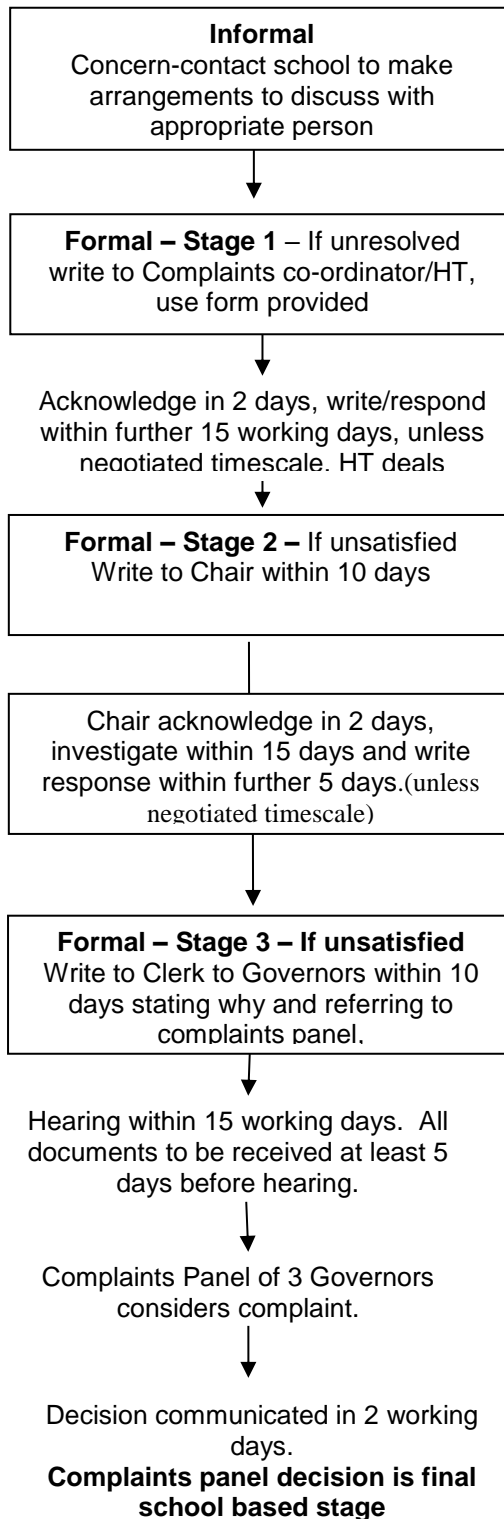 Informal
Concern-contact school to make
arrangements to discuss with
appropriate person
Formal – Stage 1 – If unresolved
write to Complaints co-ordinator/HT,
use form provided
Acknowledge in 2 days, write/respond
within further 15 working days, unless
negotiated timescale. HT deals
Formal – Stage 2 – If unsatisfied
Write to Chair within 10 days
Chair acknowledge in 2 days,
investigate within 15 days and write
response within further 5 days.(unless
negotiated timescale)
Formal – Stage 3 – If unsatisfied
Write to Clerk to Governors within 10
days stating why and referring to
complaints panel,
Hearing within 15 working days.  All
documents to be received at least 5
days before hearing.
Complaints Panel of 3 Governors
considers complaint.
Decision communicated in 2 working
days.
Complaints panel decision is final
school based stage